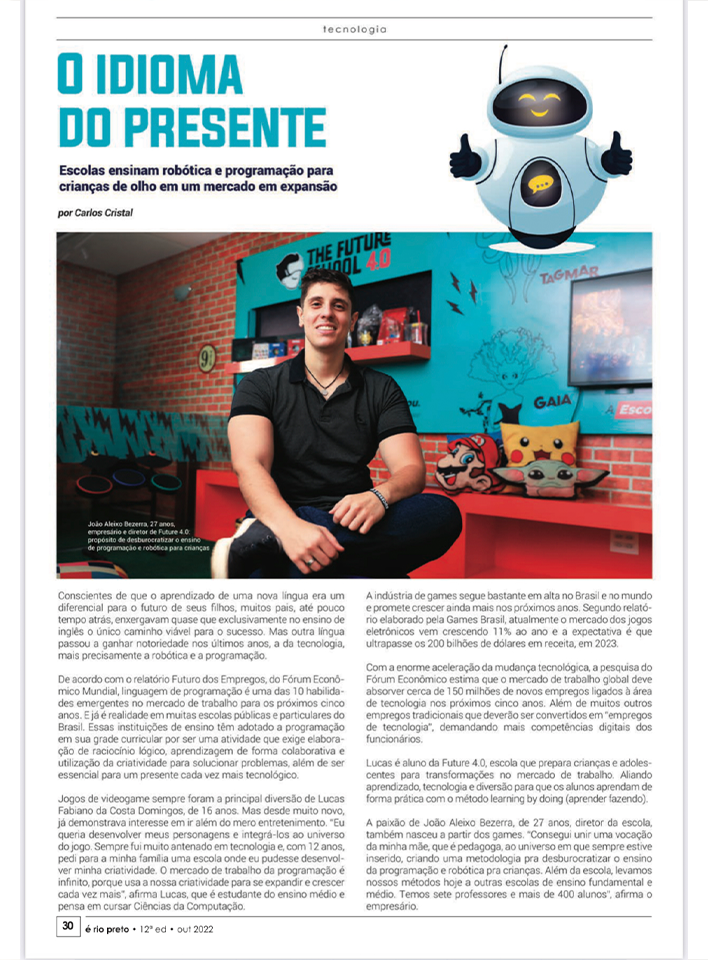 tecnologia
O IDIOMA
DO PRESENTE
Escolas ensinam robótica e programação para
crianças de olho em um mercado em expansão
por Carlos Cristal
THE FUTURE
SCHOOL 4.0
TAGMAR
9
GAIA
A Esco
João Aleixo Bezerra, 27 anos,
empresário e diretor de Future 4.0:
propósito de desburocratizar o ensino
de programação e robótica para crianças
Conscientes de que o aprendizado de uma nova língua era um
diferencial para o futuro de seus filhos, muitos pais, até pouco
tempo atrás, enxergavam quase que exclusivamente no ensino de
inglês o único caminho viável para o sucesso. Mas outra língua
passou a ganhar notoriedade nos últimos anos, a da tecnologia,
mais precisamente a robótica e a programação.
De acordo com o relatório Futuro dos Empregos, do Fórum Econô-
mico Mundial, linguagem de programação é uma das 10 habilida-
des emergentes no mercado de trabalho para os próximos cinco
anos. E já é realidade em muitas escolas públicas e particulares do
Brasil. Essas instituições de ensino têm adotado a programação
em sua grade curricular por ser uma atividade que exige elabora-
ção de raciocínio lógico, aprendizagem de forma colaborativa e
utilização da criatividade para solucionar problemas, além de ser
essencial para um presente cada vez mais tecnológico.
Jogos de videogame sempre foram a principal diversão de Lucas
Fabiano da Costa Domingos, de 16 anos. Mas desde muito novo,
já demonstrava interesse em ir além do mero entretenimento. "Eu
queria desenvolver meus personagens e integrá-los ao universo
do jogo. Sempre fui muito antenado em tecnologia e, com 12 anos,
pedi para a minha família uma escola onde eu pudesse desenvol-
ver minha criatividade. O mercado de trabalho da programação é
infinito, porque usa a nossa criatividade para se expandir e crescer
cada vez mais", afirma Lucas, que é estudante do ensino médio e
pensa em cursar Ciências da Computação.
A indústria de games segue bastante em alta no Brasil e no mundo
e promete crescer ainda mais nos próximos anos. Segundo relató-
rio elaborado pela Games Brasil, atualmente o mercado dos jogos
eletrônicos vem crescendo 11% ao ano e a expectativa é que
ultrapasse os 200 bilhões de dólares em receita, em 2023.
Com a enorme aceleração da mudança tecnológica, a pesquisa do
Fórum Econômico estima que o mercado de trabalho global deve
absorver cerca de 150 milhões de novos empregos ligados à área
de tecnologia nos próximos cinco anos. Além de muitos outros
empregos tradicionais que deverão ser convertidos em "empregos
de tecnologia", demandando mais competências digitais dos
funcionários.
Lucas é aluno da Future 4.0, escola que prepara crianças e adoles-
centes para transformações no mercado de trabalho. Aliando
aprendizado, tecnologia e diversão para que os alunos aprendam de
forma prática com o método learning by doing (aprender fazendo).
A paixão de João Aleixo Bezerra, de 27 anos, diretor da escola,
também nasceu a partir dos games. "Consegui unir uma vocação
da minha mãe, que é pedagoga, ao universo em que sempre estive
inserido, criando uma metodologia pra desburocratizar o ensino
da programação e robótica pra crianças. Além da escola, levamos
nossos métodos hoje a outras escolas de ensino fundamental e
médio. Temos sete professores e mais de 400 alunos", afirma o
empresário.
30 é rio preto • 12ª ed • out 2022